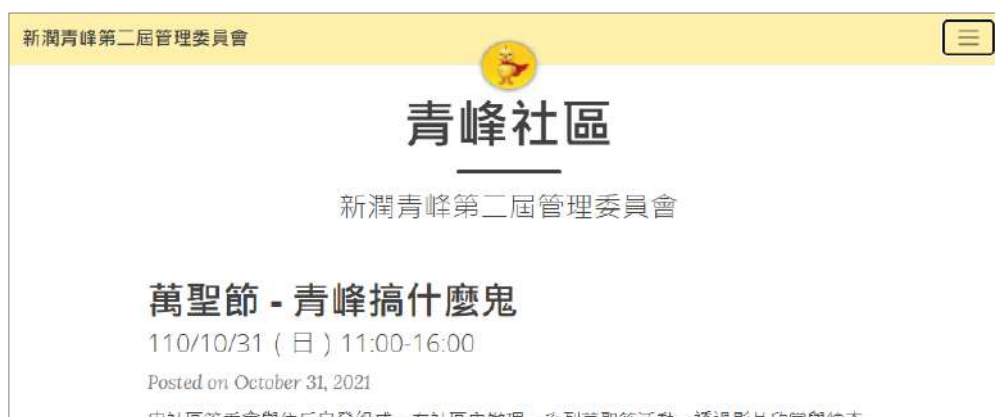 新潤青峰第二屆管理委員會
青峰社區
新潤青峰第二屆管理委員會
萬聖節 - 青峰搞什麼鬼
110/10/31 ( 日 ) 11:00-16:00
Posted on October 31, 2021